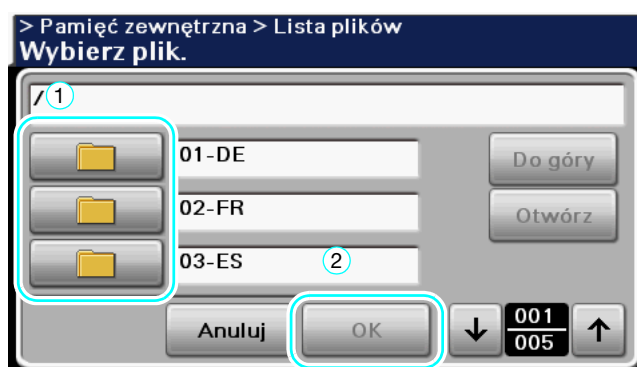 > Pamięć zewnętrzna > Lista plików
Wybierz plik.
/ 1
01-DE
Do góry
02-FR
Otwórz
03-ES 2
Anuluj OK 001
005